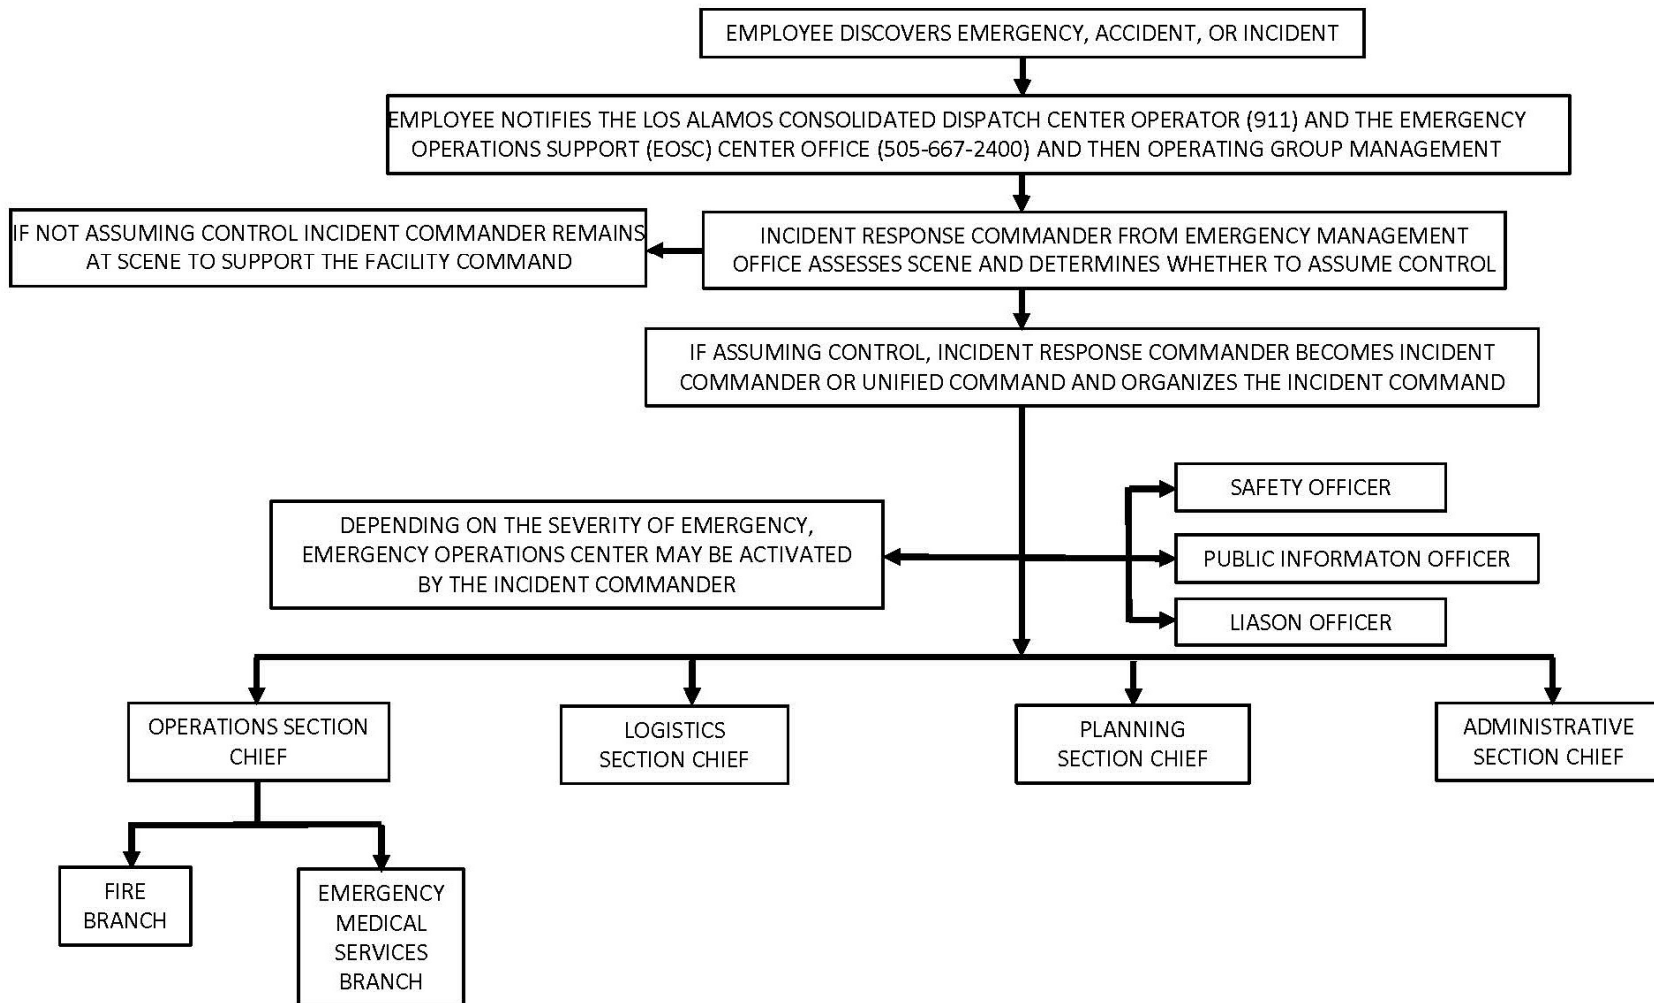 EMPLOYEE DISCOVERS EMERGENCY, ACCIDENT, OR INCIDENT
EMPLOYEE NOTIFIES THE LOS ALAMOS CONSOLIDATED DISPATCH CENTER OPERATOR (911) AND THE EMERGENCY
OPERATIONS SUPPORT (EOSC) CENTER OFFICE (505-667-2400) AND THEN OPERATING GROUP MANAGEMENT
IF NOT ASSUMING CONTROL INCIDENT COMMANDER REMAINS
AT SCENE TO SUPPORT THE FACILITY COMMAND
INCIDENT RESPONSE COMMANDER FROM EMERGENCY MANAGEMENT
OFFICE ASSESSES SCENE AND DETERMINES WHETHER TO ASSUME CONTROL
IF ASSUMING CONTROL, INCIDENT RESPONSE COMMANDER BECOMES INCIDENT
COMMANDER OR UNIFIED COMMAND AND ORGANIZES THE INCIDENT COMMAND
DEPENDING ON THE SEVERITY OF EMERGENCY,
EMERGENCY OPERATIONS CENTER MAY BE ACTIVATED
BY THE INCIDENT COMMANDER
SAFETY OFFICER
PUBLIC INFORMATON OFFICER
LIASON OFFICER
OPERATIONS SECTION
CHIEF
LOGISTICS
SECTION CHIEF
PLANNING
SECTION CHIEF
ADMINISTRATIVE
SECTION CHIEF
FIRE
BRANCH
EMERGENCY
MEDICAL
SERVICES
BRANCH